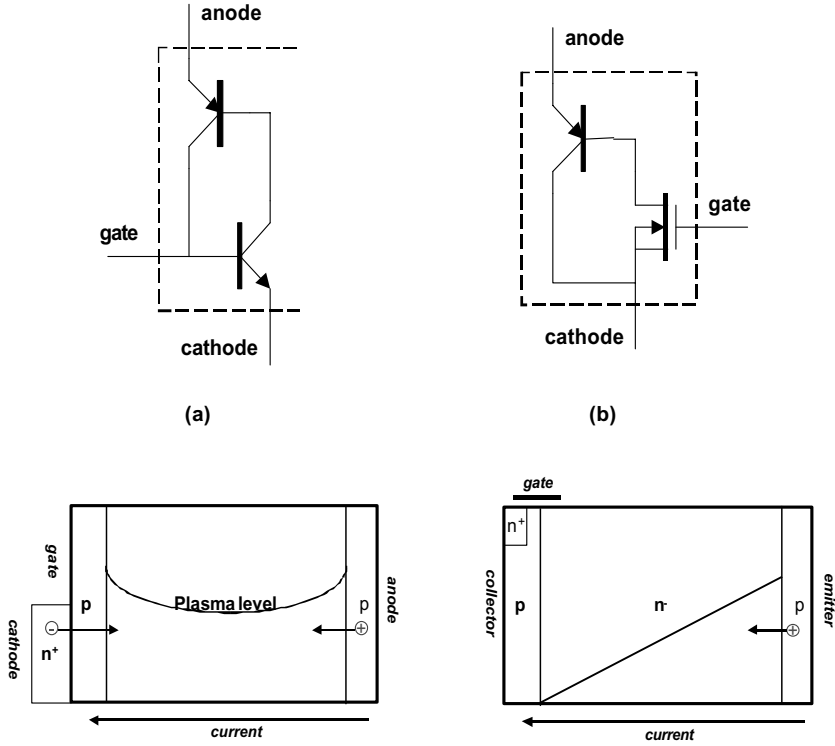 anode
gate
cathode
(a)
anode
gate
cathode
(b)
gate
cathode
p
n+
-
Plasma level
p
+
anode
current
gate
n+
collector
p
n-
p
+
emitter
current